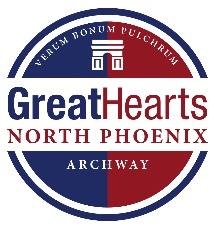 VERUM BONUM PULCHRUM
GreatHearts
NORTH PHOENIX
ARCHWAY